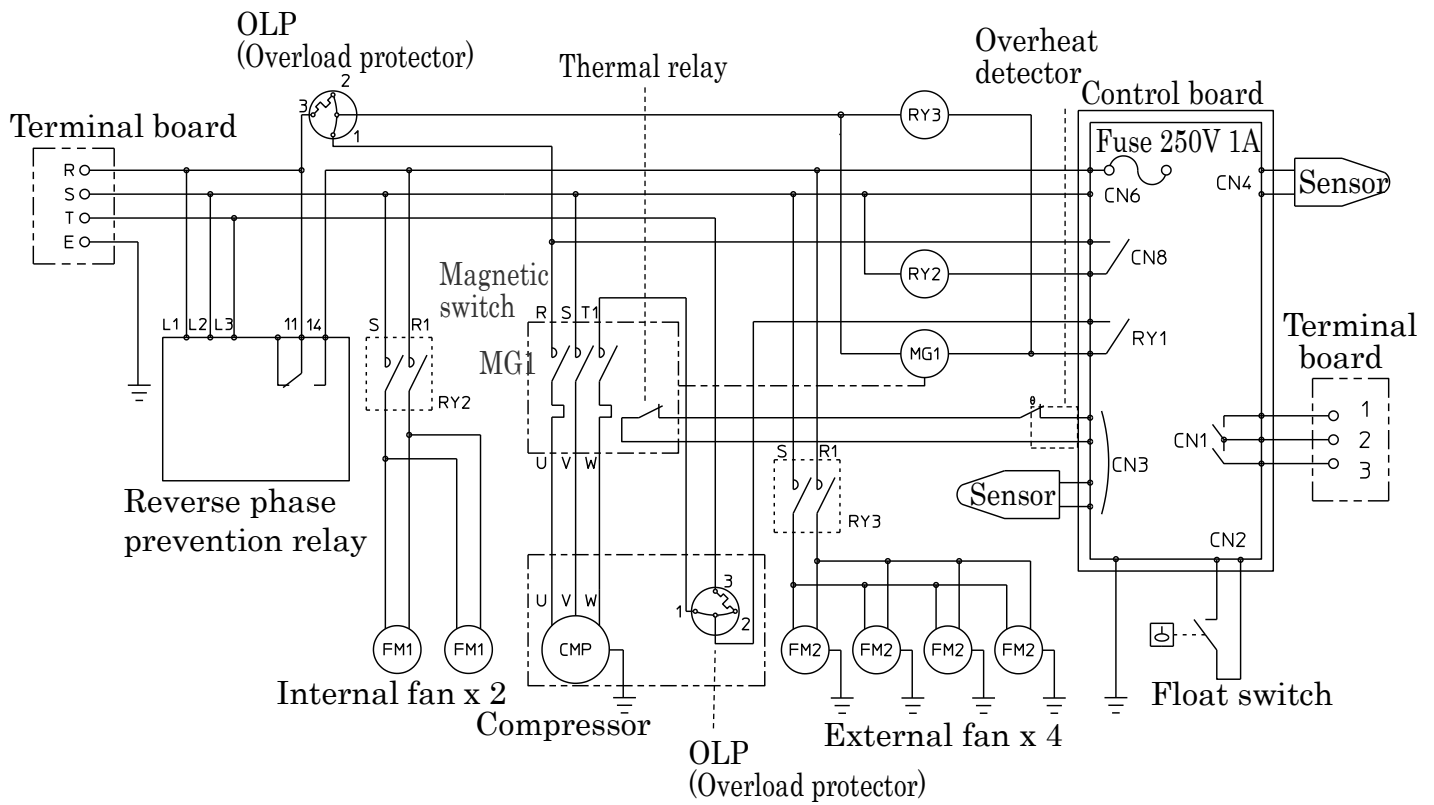 OLP
(Overload protector)
2
3
1
Thermal relay
Overheat
detector
Control board
Terminal board
R
S
T
E
RY3
Fuse 250V 1A
CN6
CN4
Sensor
CN8
RY2
Magnetic
switch
R S T1
L1 L2 L3 11 14
S R1
MG1
MG1
RY1
Terminal
board
RY2
θ
1
2
3
CN1
U V W
S R1
CN3
Sensor
RY3
Reverse phase
prevention relay
CN2
U V W
3
1
2
FM1
FM1
CMP
FM2
FM2
FM2
FM2
Internal fan x 2
Compressor
Float switch
External fan x 4
OLP
(Overload protector)